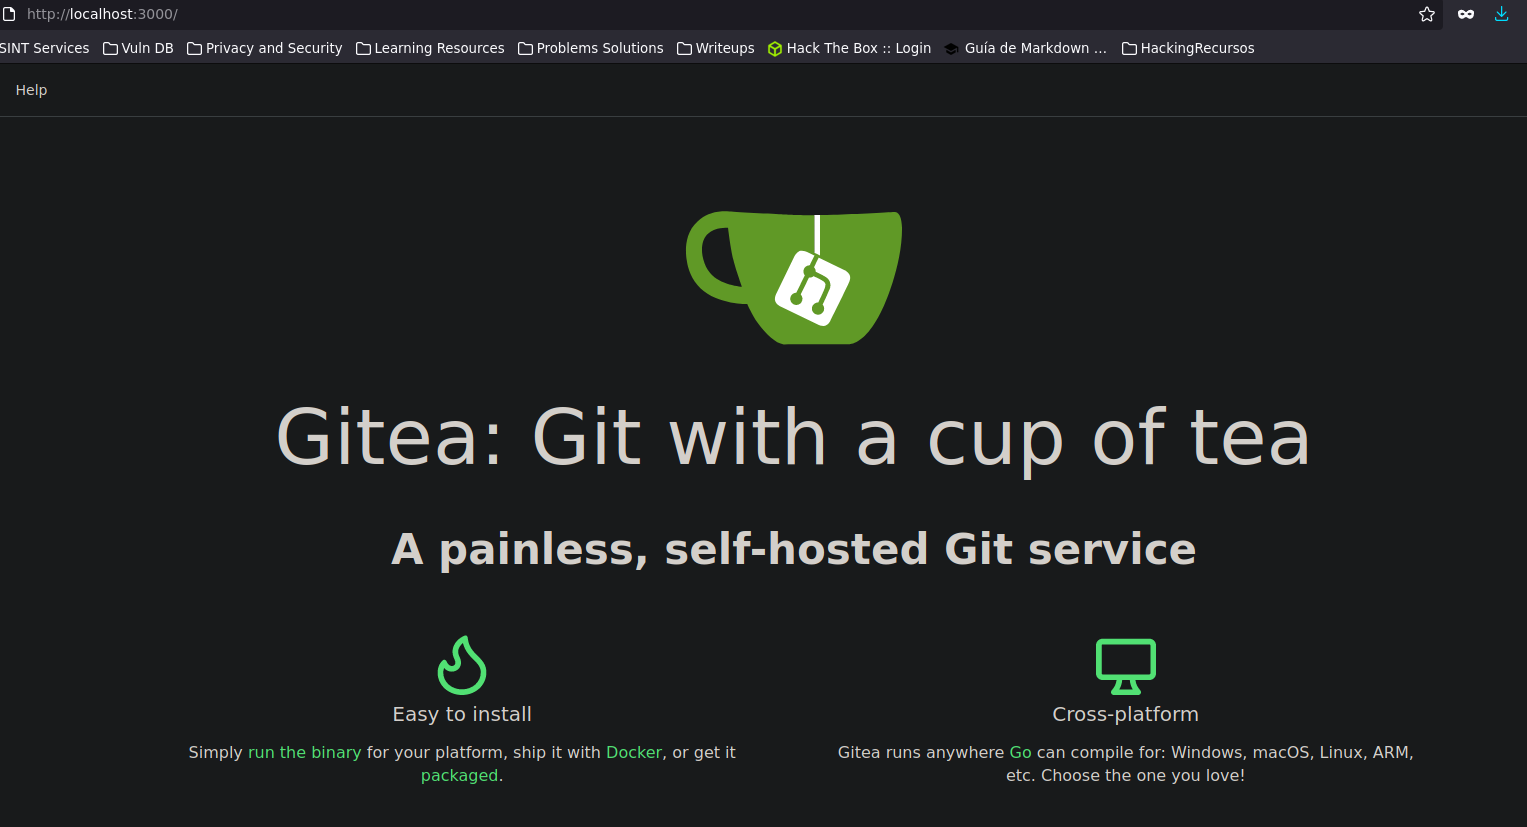 http://localhost:3000/
SINT Services Vuln DB Privacy and Security Learning Resources Problems Solutions Writeups Hack The Box :: Login Guía de Markdown ... HackingRecursos
Help
Gitea: Git with a cup of tea
A painless, self-hosted Git service
Easy to install
Simply run the binary for your platform, ship it with Docker, or get it
packaged.
Cross-platform
Gitea runs anywhere Go can compile for: Windows, macOS, Linux, ARM,
etc. Choose the one you love!